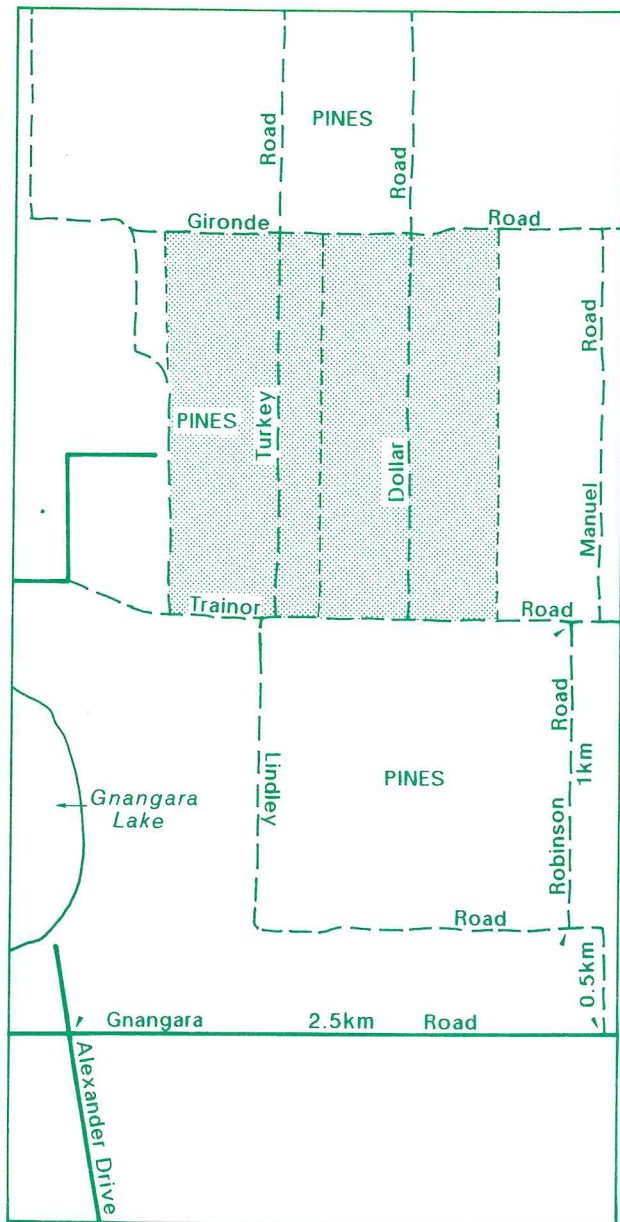 PINES
Road
Road
Gironde Road
Road
PINES
Turkey
Dollar
Manuel
Trainor Road
Road
Lindley
PINES
1km
Gnangara
Lake
Robinson
Road
0.5km
Gnangara 2.5km Road
Alexander Drive